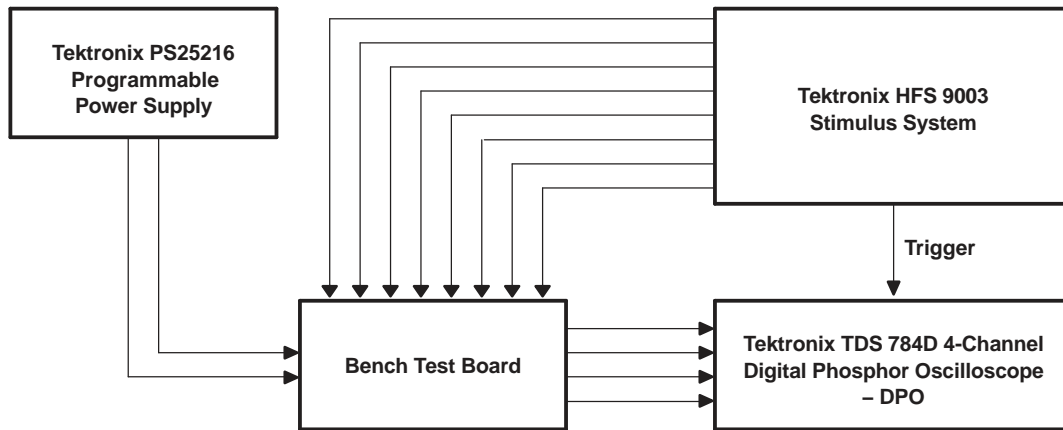 Tektronix PS25216
Programmable
Power Supply
Tektronix HFS 9003
Stimulus System
Trigger
Bench Test Board
Tektronix TDS 784D 4-Channel
Digital Phosphor Oscilloscope
– DPO